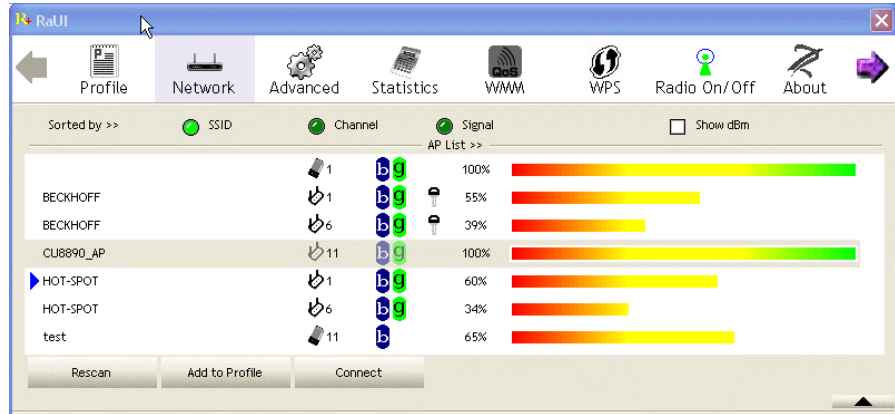 R+ RaUI
Profile Network Advanced Statistics QoS WMM WPS Radio On/Off About
Sorted by >> SSID Channel Signal Show dBm
AP List >>
1 b g 100%
BECKHOFF 1 b g 55%
BECKHOFF 6 b g 39%
CU8890_AP 11 b g 100%
HOT-SPOT 1 b g 60%
HOT-SPOT 6 b g 34%
test 11 b 65%
Rescan Add to Profile Connect